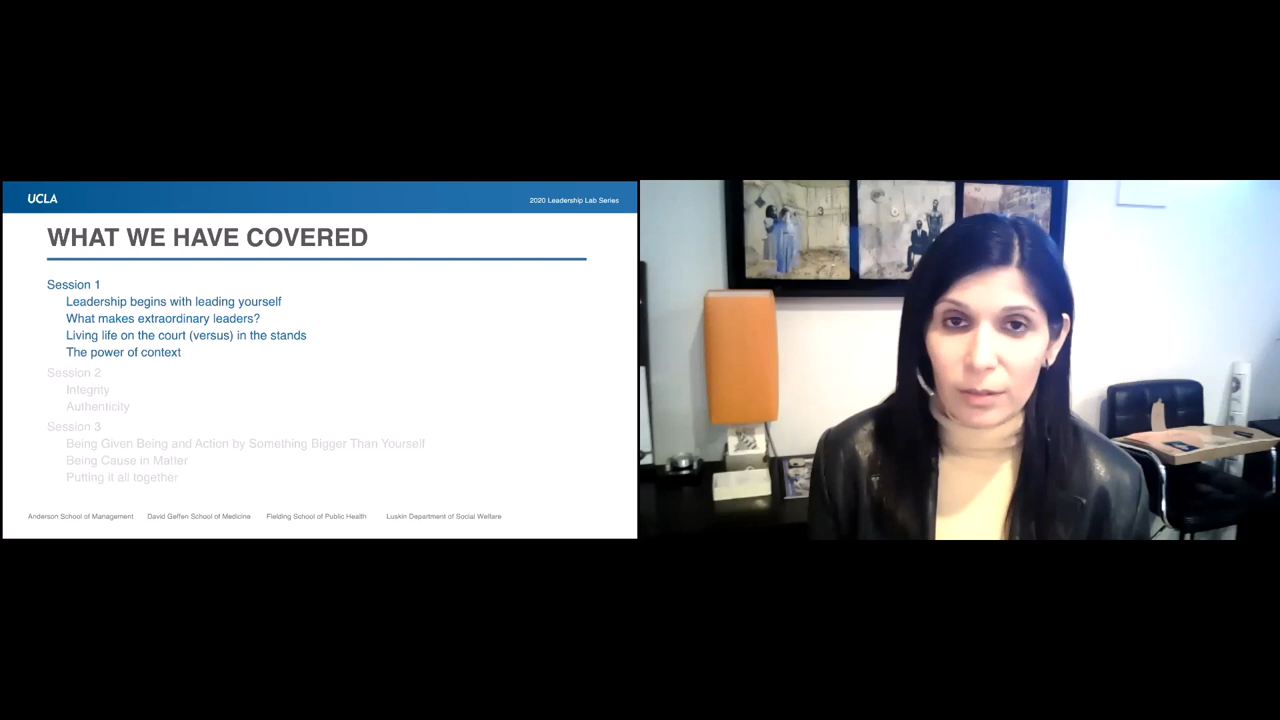 UCLA
2020 Leadership Lab Series
WHAT WE HAVE COVERED
Session 1
Leadership begins with leading yourself
What makes extraordinary leaders?
Living life on the court (versus) in the stands
The power of context
Session 2
Integrity
Authenticity
Session 3
Being Given Being and Action by Something Bigger Than Yourself
Being Cause in Matter
Putting it all together
Anderson School of Management David Geffen School of Medicine Fielding School of Public Health Luskin Department of Social Welfare